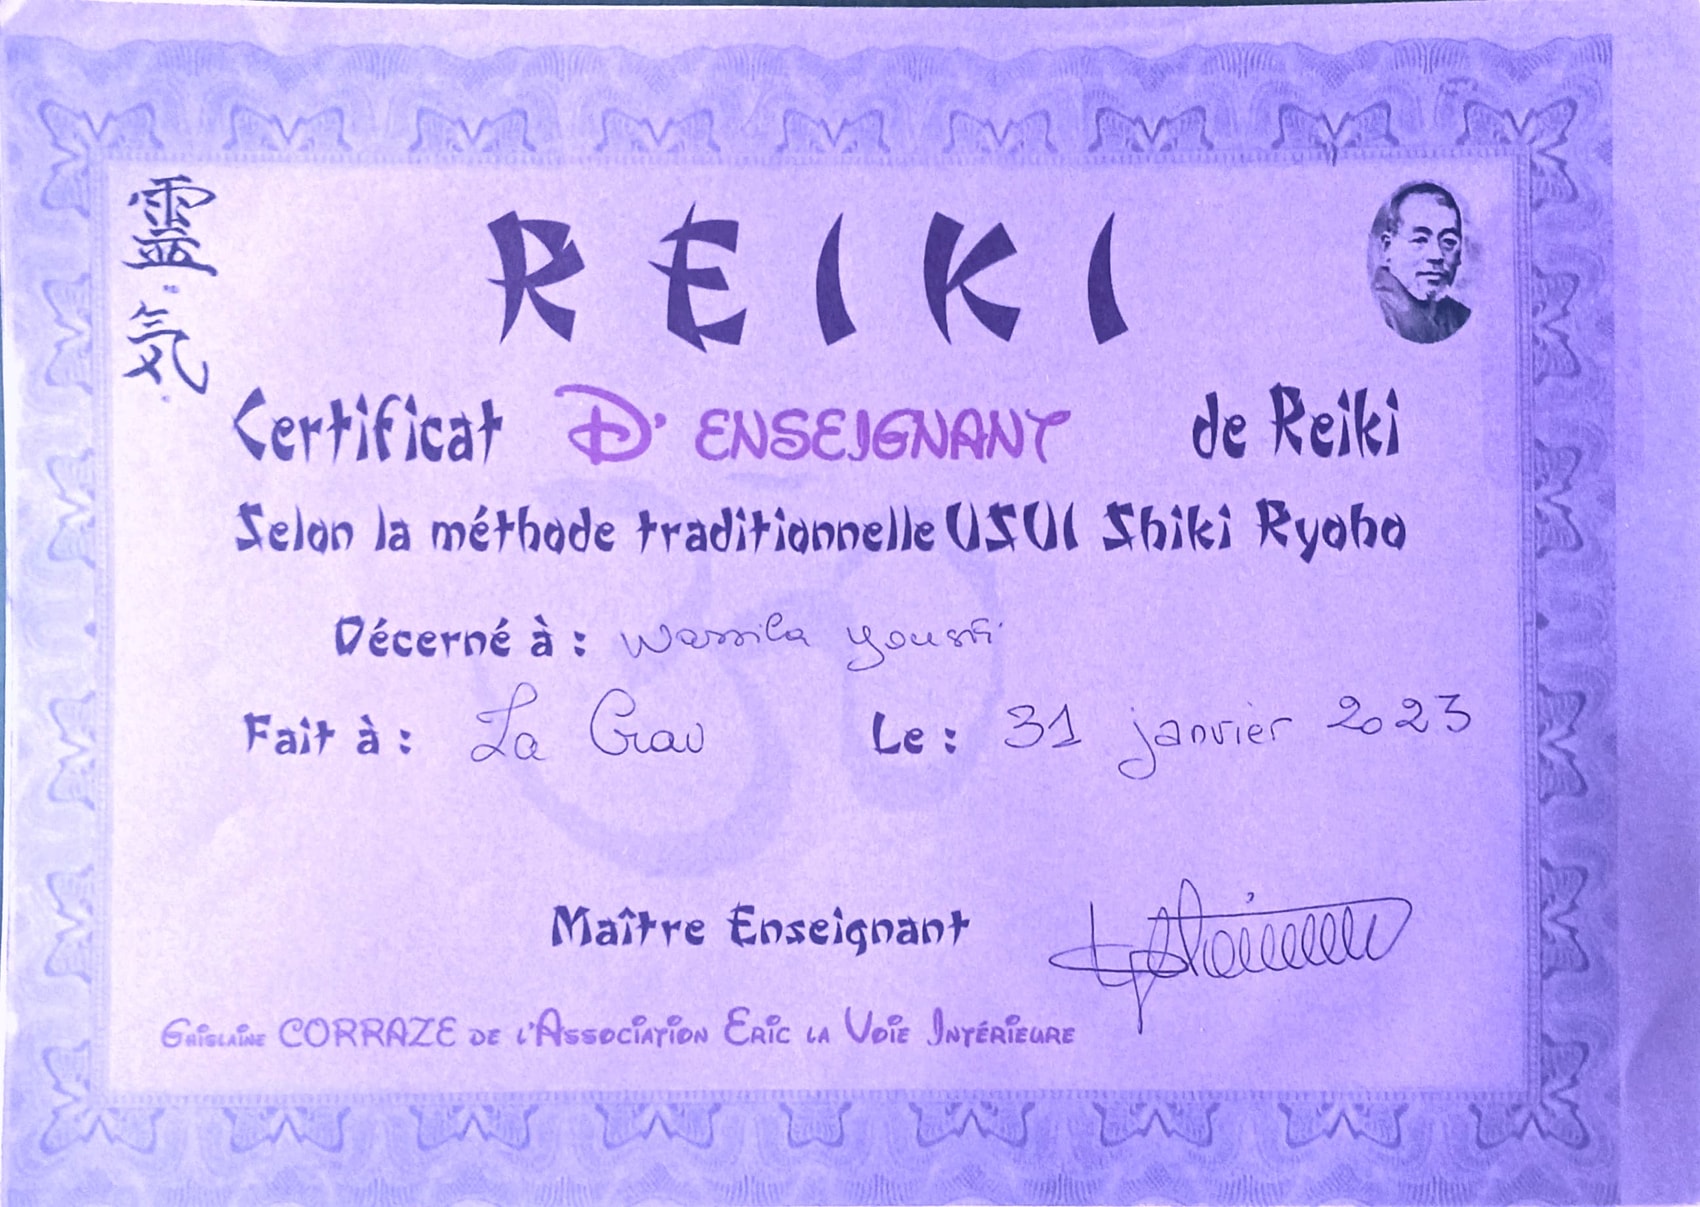 靈
気
REIKI
Certificat D'ENSEIGNANT de Reiki
Selon la méthode traditionnelle USUI Shiki Ryoho
Décerné à : Wassila Yousfi
Fait à : La Crau Le : 31 janvier 2023
Maître Enseignant
GHISLAINE CORRAZE DE L'ASSOCIATION ERIC LA VOIE INTÉRIEURE